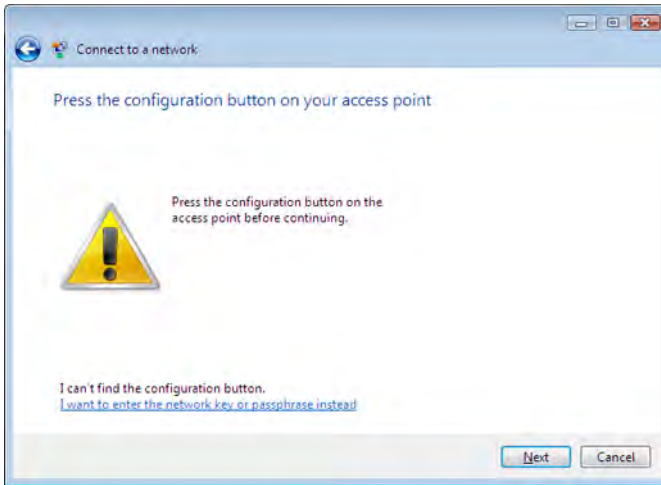 Connect to a network
Press the configuration button on your access point
Press the configuration button on the
access point before continuing.
I can't find the configuration button.
I want to enter the network key or passphrase instead
Next Cancel